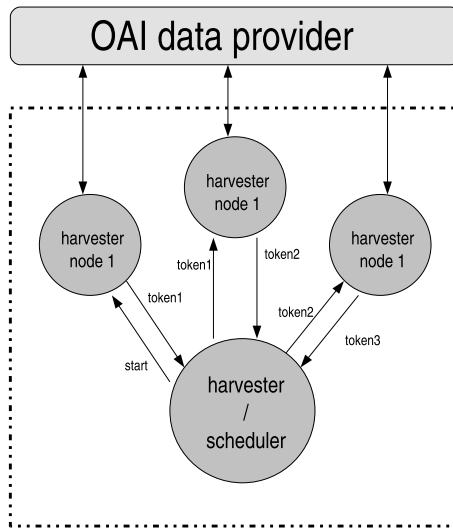 OAI data provider
harvester
node 1
harvester
node 1
harvester
node 1
token1
token2
token1
token2
start
token3
harvester
/
scheduler